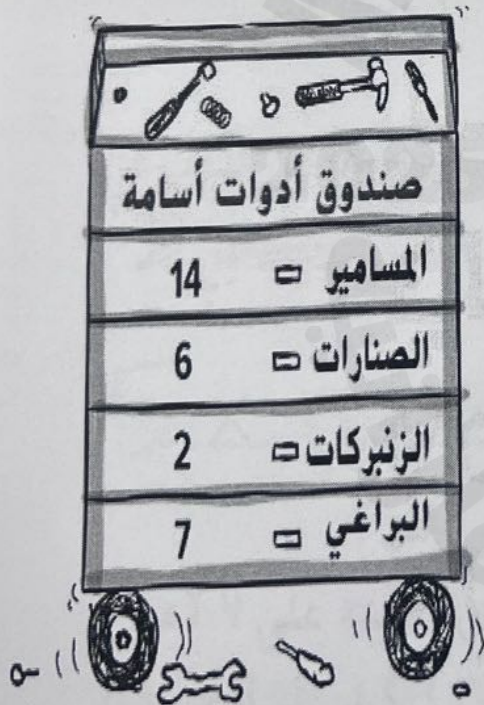 صندوق أدوات أسامة
المسامير 14
الصنارات 6
الزنبركات 2
البراغي 7